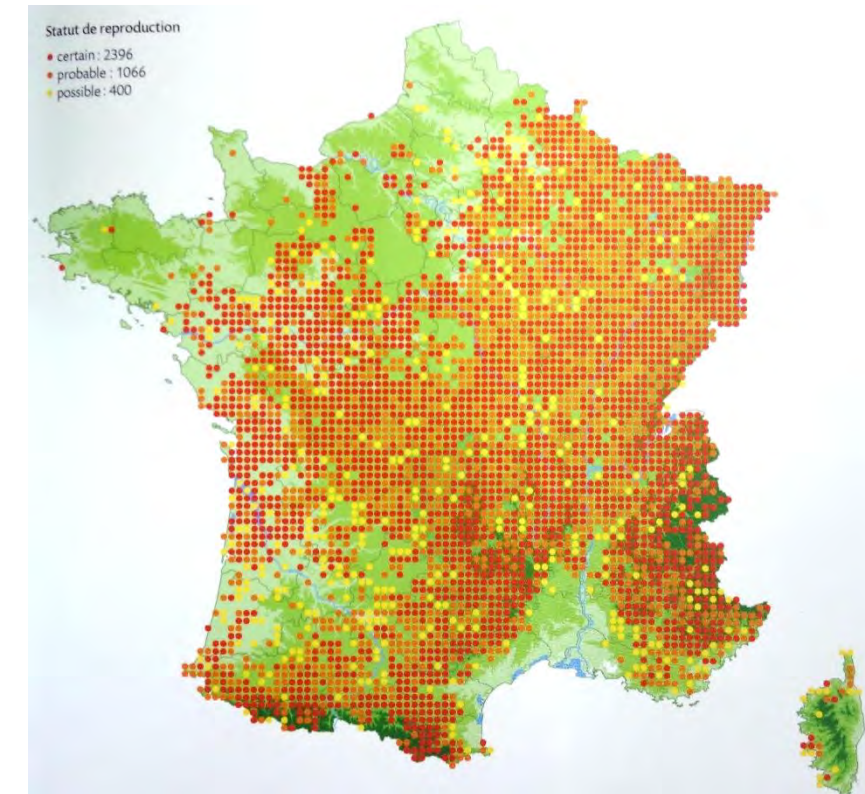 Statut de reproduction
certain : 2396
probable : 1066
possible : 400